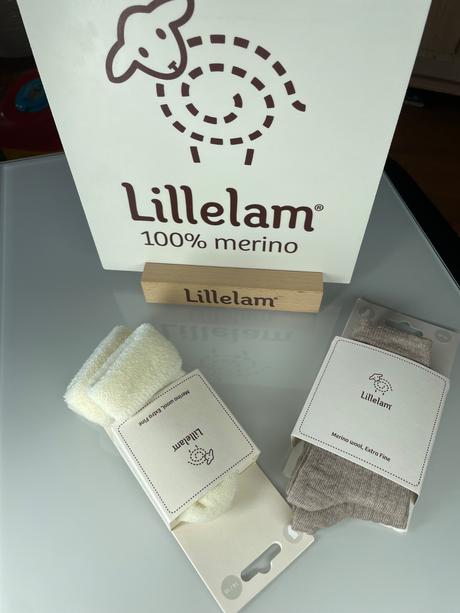 Lillelam®
100% merino
Lillelam®
Lillelam
Merino wool, Extra Fine
Lillelam
Merino wool, Extra Fine